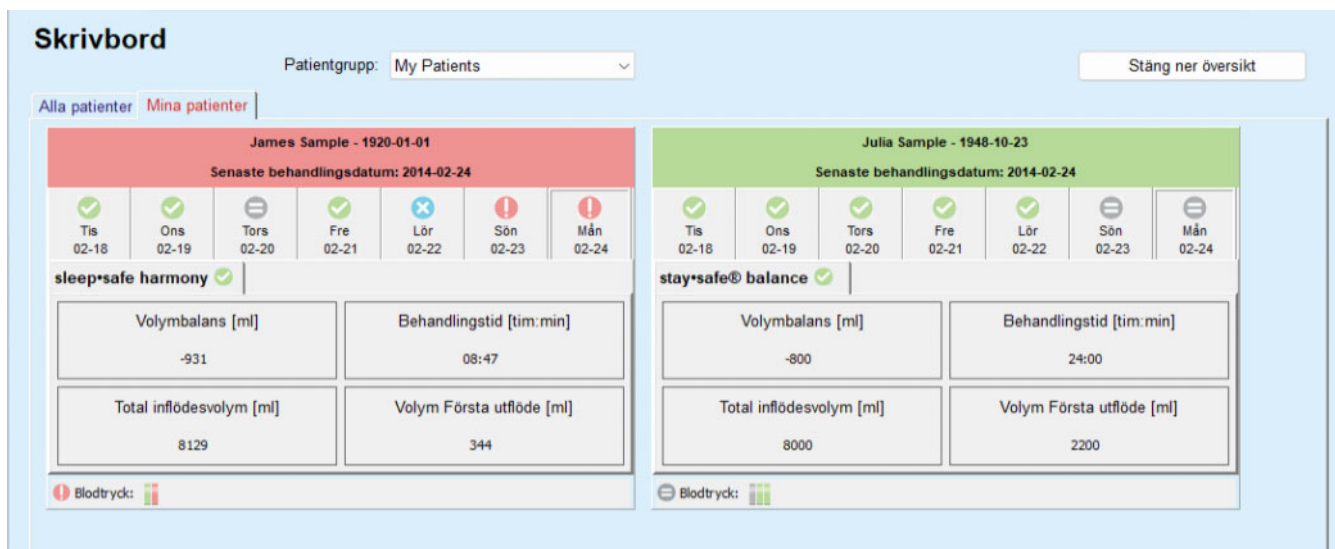 Skrivbord
Patientgrupp: My Patients
Stäng ner översikt
Alla patienter Mina patienter
James Sample - 1920-01-01
Senaste behandlingsdatum: 2014-02-24
Tis Ons Tors Fre Lör Sön Mån
02-18 02-19 02-20 02-21 02-22 02-23 02-24
sleep•safe harmony
Volymbalans [ml] Behandlingstid [tim:min]
-931 08:47
Total inflödesvolym [ml] Volym Första utflöde [ml]
8129 344
Blodtryck:
Julia Sample - 1948-10-23
Senaste behandlingsdatum: 2014-02-24
Tis Ons Tors Fre Lör Sön Mån
02-18 02-19 02-20 02-21 02-22 02-23 02-24
stay•safe® balance
Volymbalans [ml] Behandlingstid [tim:min]
-800 24:00
Total inflödesvolym [ml] Volym Första utflöde [ml]
8000 2200
Blodtryck: